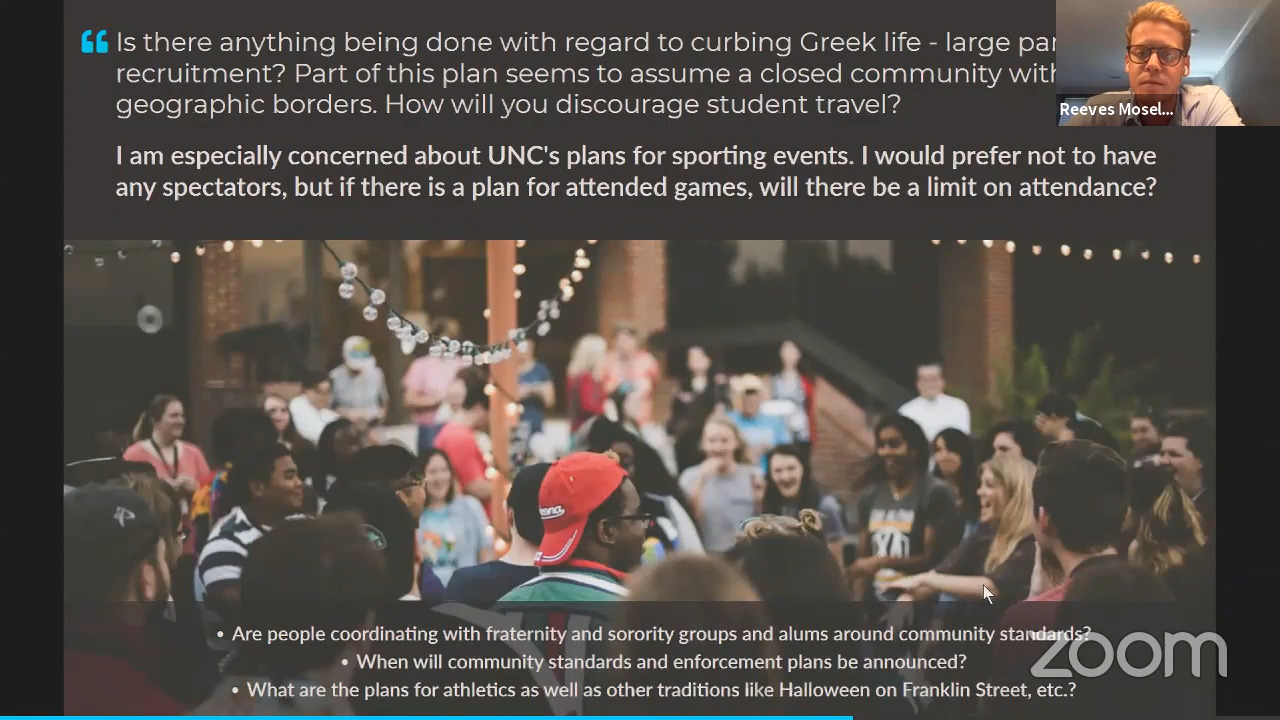 Is there anything being done with regard to curbing Greek life - large
recruitment? Part of this plan seems to assume a closed community
geographic borders. How will you discourage student travel?
Reeves Mosel...
I am especially concerned about UNC's plans for sporting events. I would prefer not to have
any spectators, but if there is a plan for attended games, will there be a limit on attendance?
• Are people coordinating with fraternity and sorority groups and alums around community standards?
• When will community standards and enforcement plans be announced?
• What are the plans for athletics as well as other traditions like Halloween on Franklin Street, etc.?
zoom